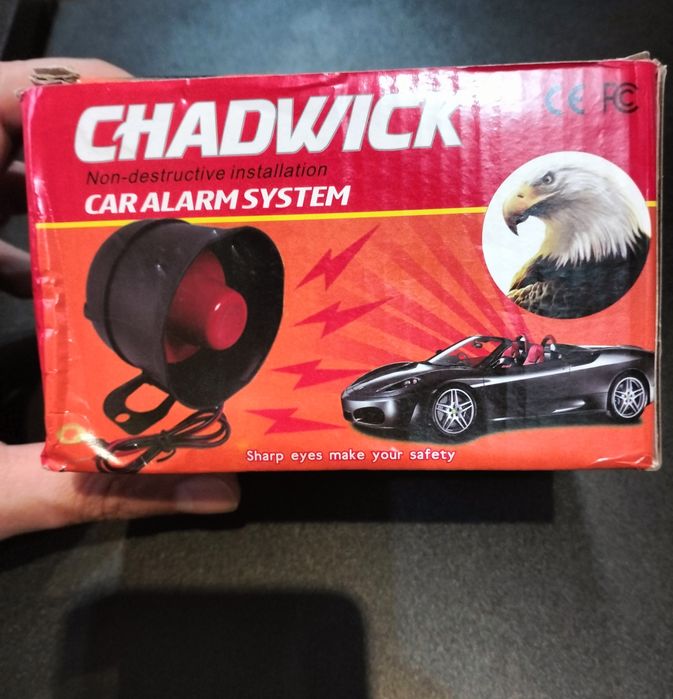 CHADWICK
CE FC
Non-destructive installation
CAR ALARM SYSTEM
Sharp eyes make your safety